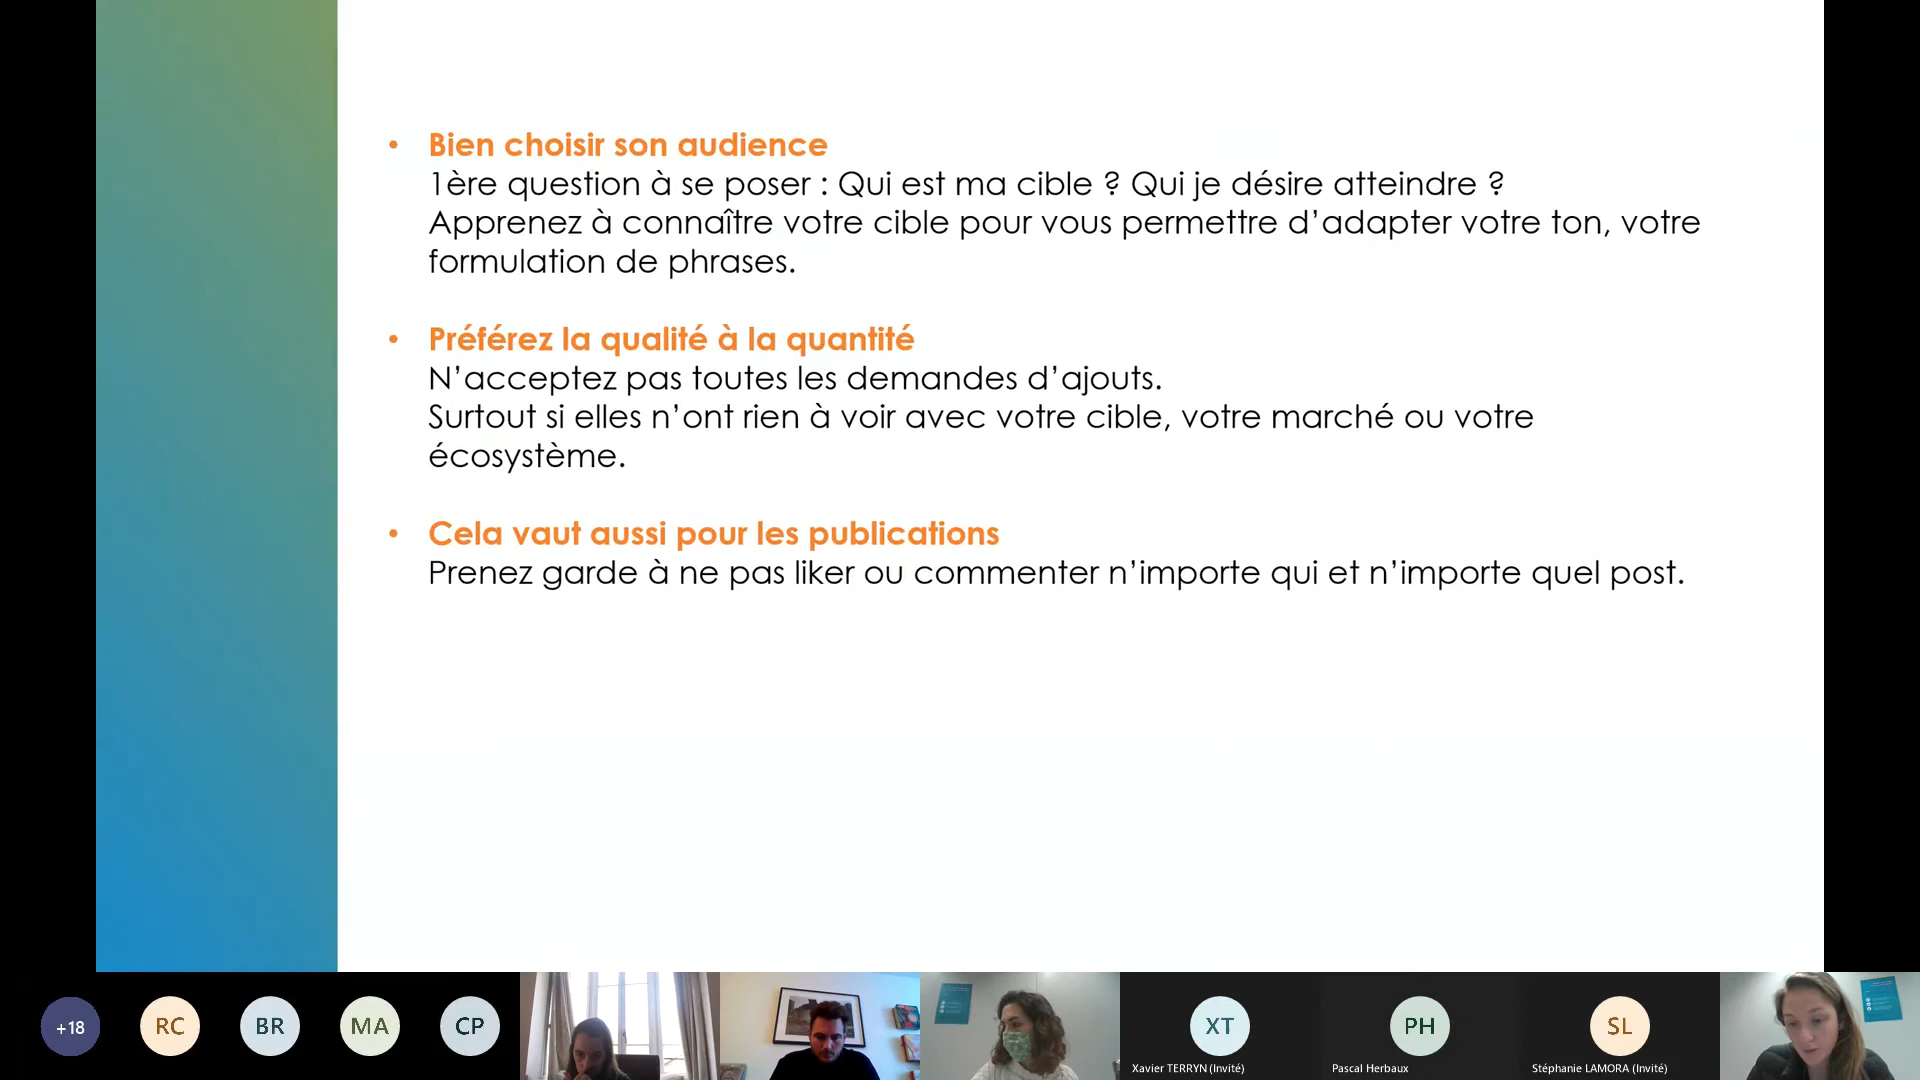 • Bien choisir son audience
1ère question à se poser : Qui est ma cible ? Qui je désire atteindre ?
Apprenez à connaître votre cible pour vous permettre d’adapter votre ton, votre
formulation de phrases.
• Préférez la qualité à la quantité
N’acceptez pas toutes les demandes d’ajouts.
Surtout si elles n’ont rien à voir avec votre cible, votre marché ou votre
écosystème.
• Cela vaut aussi pour les publications
Prenez garde à ne pas liker ou commenter n’importe qui et n’importe quel post.
+18
RC
BR
MA
CP
XT
PH
SL
Xavier TERRYN (Invité)
Pascal Herbaux
Stéphanie LAMORA (Invité)